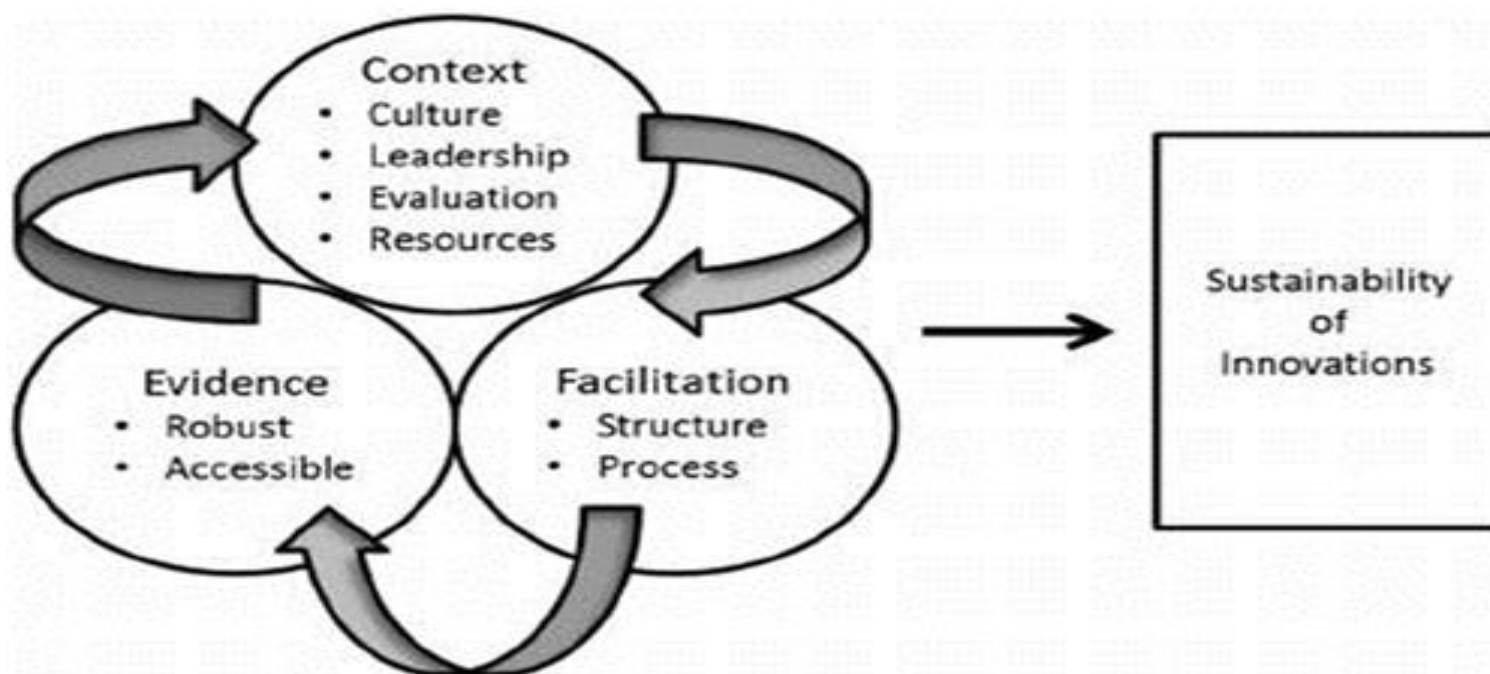 Context
• Culture
• Leadership
• Evaluation
• Resources
Evidence
• Robust
• Accessible
Facilitation
• Structure
• Process
Sustainability
of
Innovations